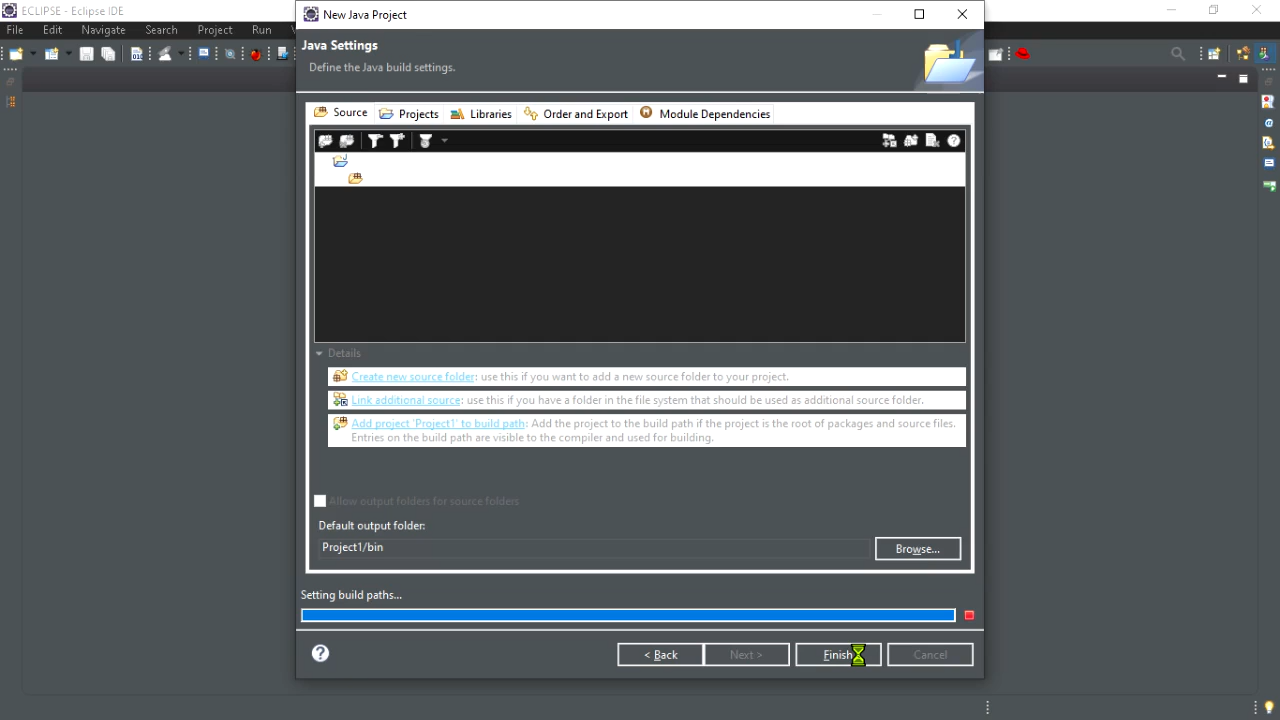 ECLIPSE - Eclipse IDE
New Java Project
File Edit Navigate Search Project Run
Java Settings
Define the Java build settings.
Source Projects Libraries Order and Export Module Dependencies
Details
Create new source folder: use this if you want to add a new source folder to your project.
Link additional source: use this if you have a folder in the file system that should be used as additional source folder.
Add project 'Project1' to build path: Add the project to the build path if the project is the root of packages and source files.
Entries on the build path are visible to the compiler and used for building.
Allow output folders for source folders
Default output folder:
Project1/bin
Browse...
Setting build paths...
< Back Next > Finish Cancel